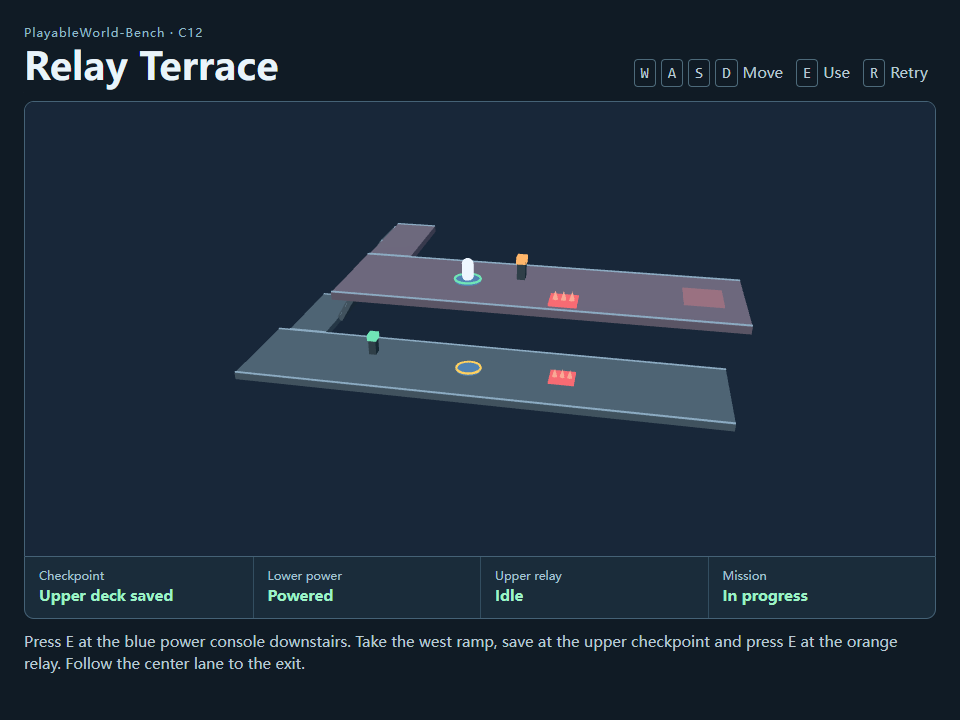 PlayableWorld-Bench · C12
Relay Terrace
W A S D Move E Use R Retry
Checkpoint
Upper deck saved
Lower power
Powered
Upper relay
Idle
Mission
In progress
Press E at the blue power console downstairs. Take the west ramp, save at the upper checkpoint and press E at the orange
relay. Follow the center lane to the exit.